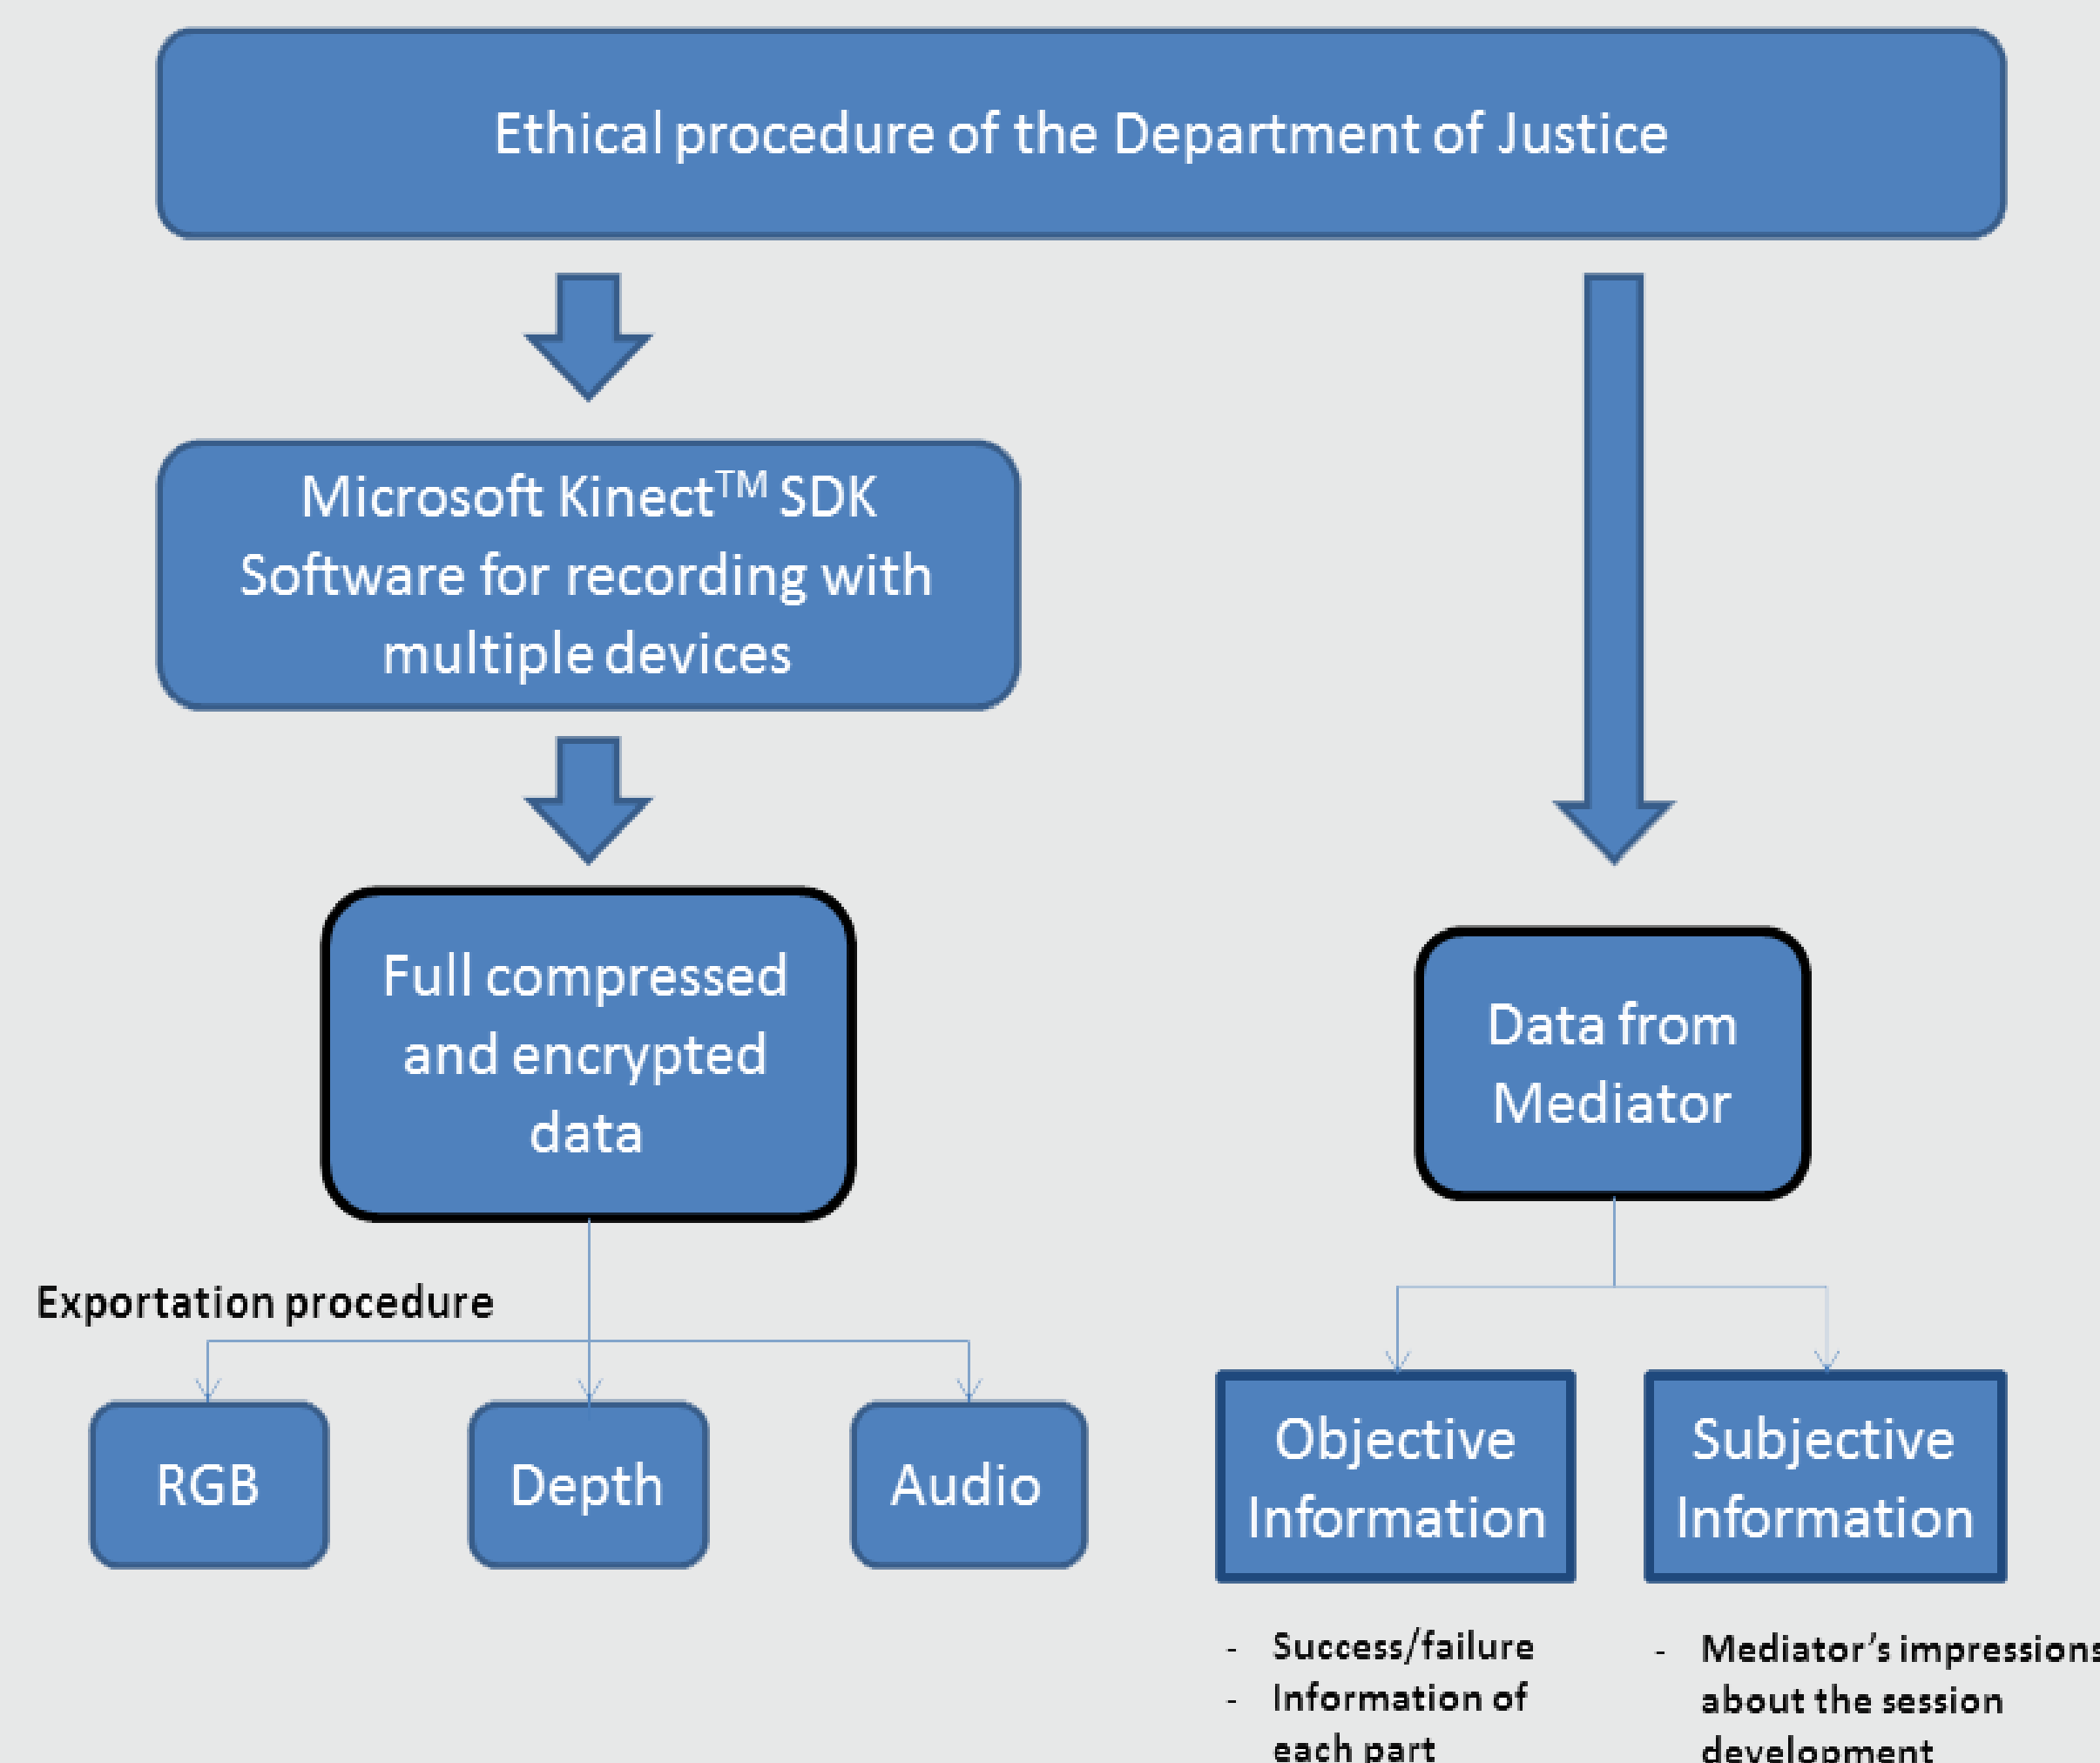 Ethical procedure of the Department of Justice
Microsoft Kinect™ SDK
Software for recording with
multiple devices
Full compressed
and encrypted
data
Data from
Mediator
Exportation procedure
RGB
Depth
Audio
Objective
Information
Subjective
Information
- Success/failure
- Information of
each part
- Mediator's impressions
about the session
development